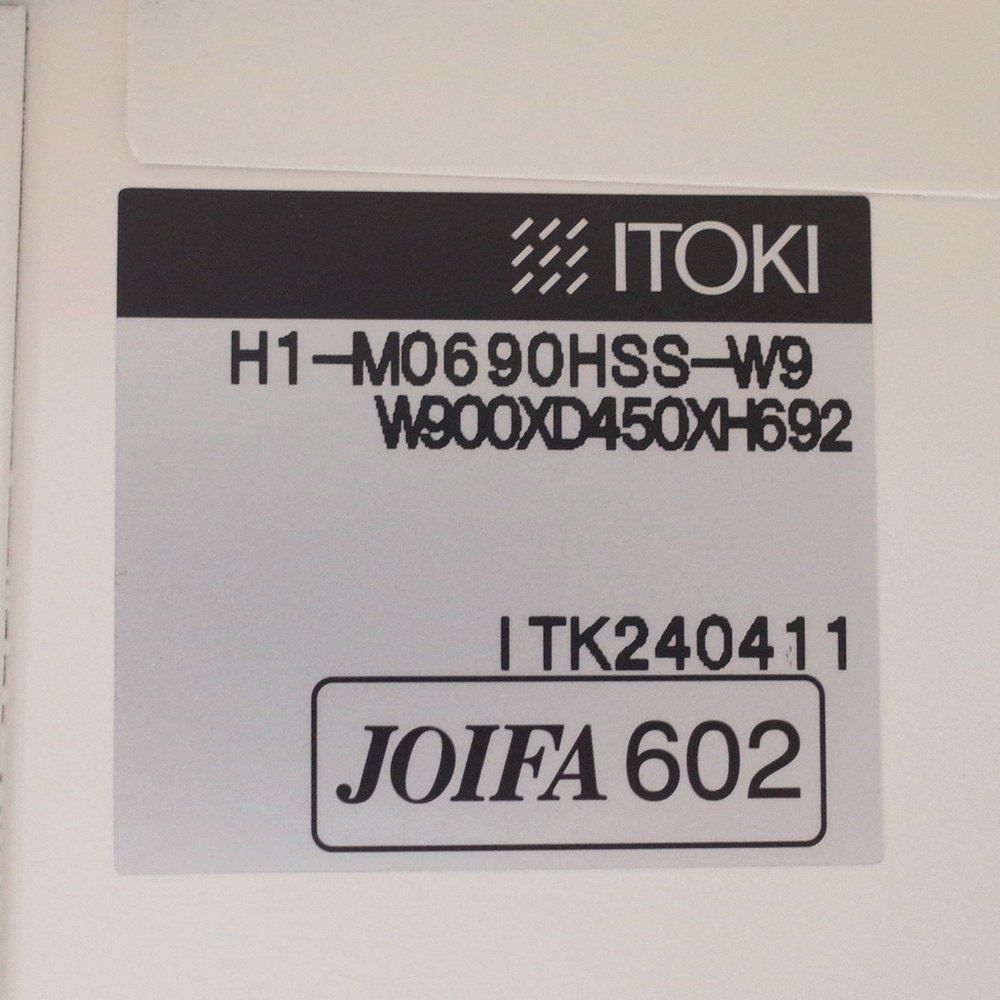 ITOKI
H1-M0690HSS-W9
W900XD450XH692
ITK240411
JOIFA 602